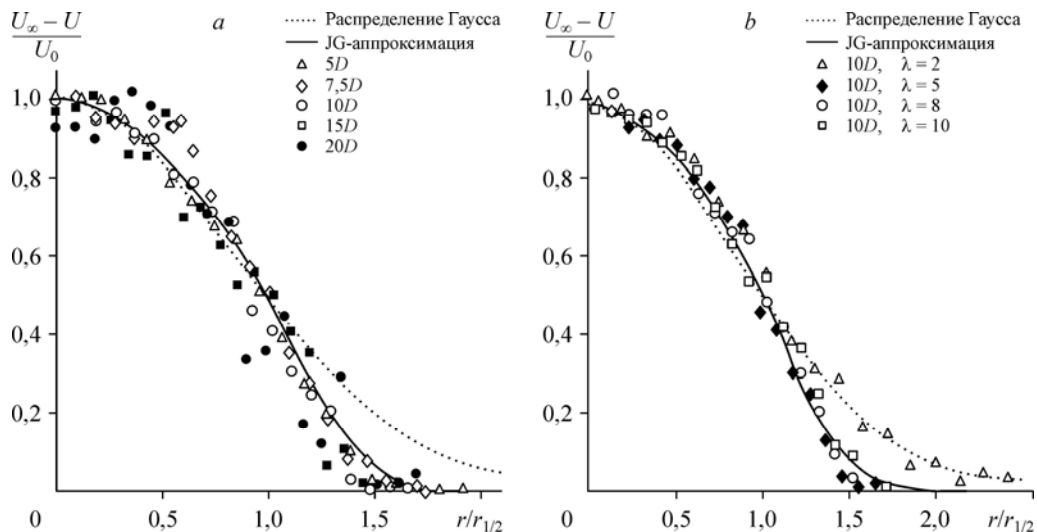 U∞ − U
U0
a
Распределение Гаусса
JG-аппроксимация
5D
7,5D
10D
15D
20D
1,0
0,8
0,6
0,4
0,2
0
0,5
1,0
1,5
r/r1/2
U∞ − U
U0
b
Распределение Гаусса
JG-аппроксимация
10D, λ = 2
10D, λ = 5
10D, λ = 8
10D, λ = 10
1,0
0,8
0,6
0,4
0,2
0
0,5
1,0
1,5
2,0
r/r1/2